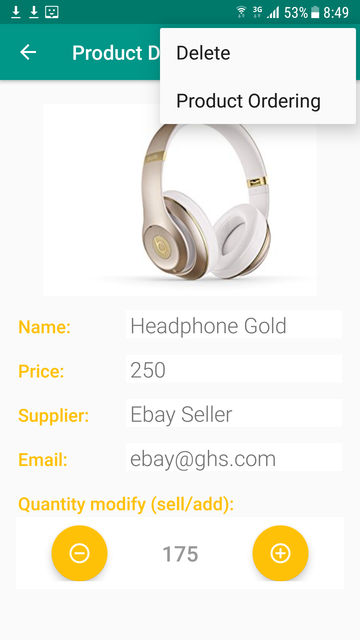 3G 53% 8:49
Product D
Delete
Product Ordering
Name: Headphone Gold
Price: 250
Supplier: Ebay Seller
Email: ebay@ghs.com
Quantity modify (sell/add):
175